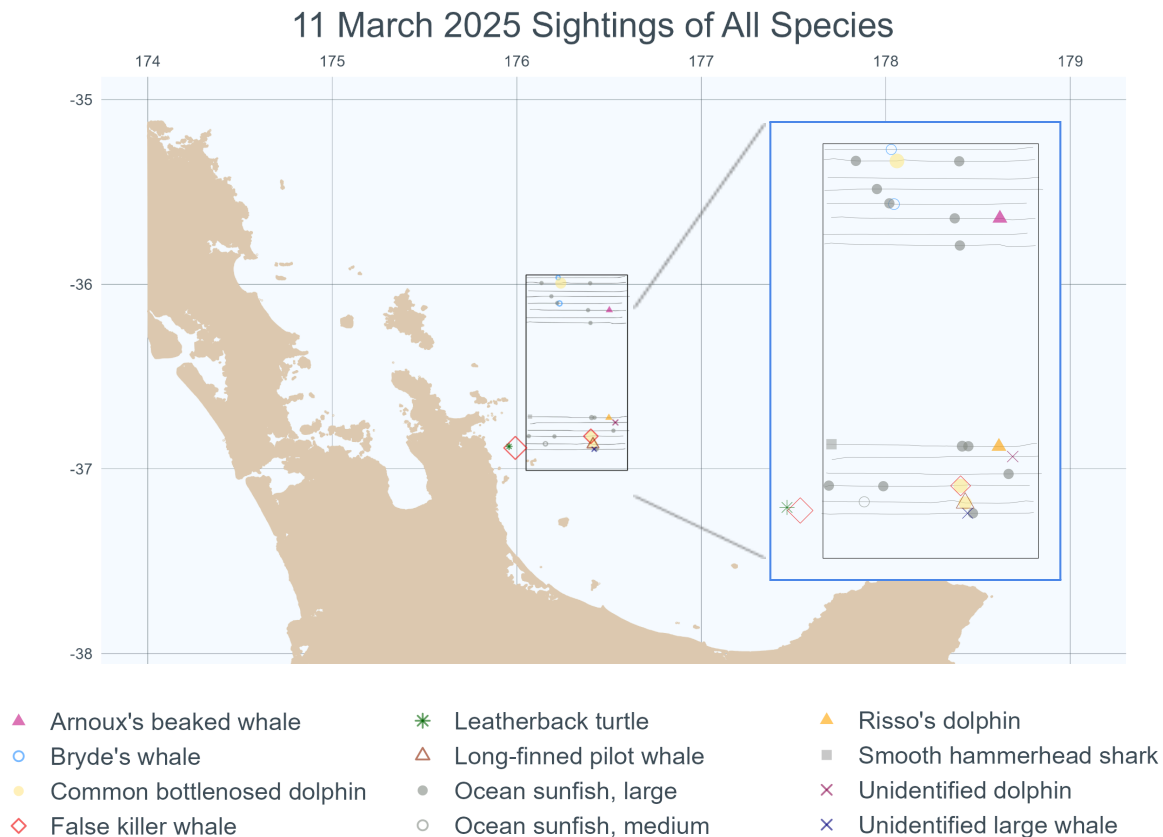 11 March 2025 Sightings of All Species
174 175 176 177 178 179
-35
-36
-37
-38
Arnoux's beaked whale Leatherback turtle Risso's dolphin
Bryde's whale Long-finned pilot whale Smooth hammerhead shark
Common bottlenosed dolphin Ocean sunfish, large Unidentified dolphin
False killer whale Ocean sunfish, medium Unidentified large whale